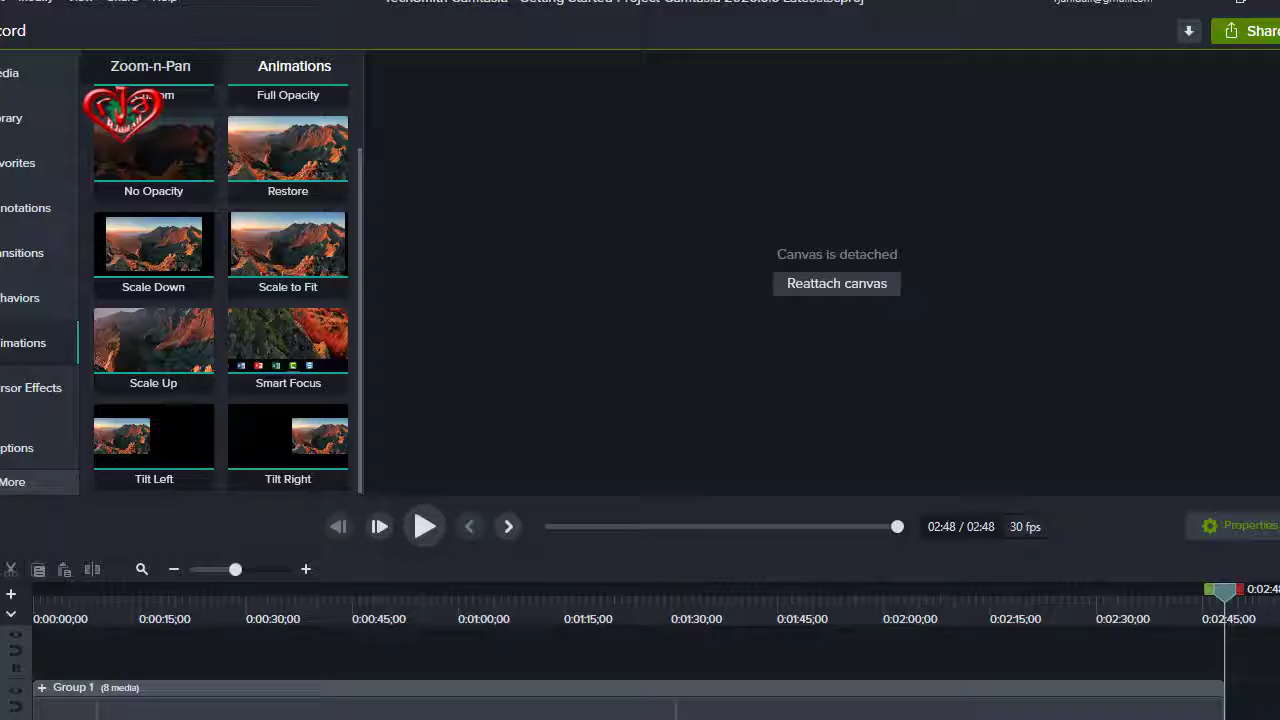 Share
cord
Share
edia
Zoom-n-Pan
Animations
Full Opacity
rary
vorites
No Opacity
Restore
notations
ansitions
Canvas is detached
Reattach canvas
Scale Down
Scale to Fit
haviors
imations
rsor Effects
Scale Up
Smart Focus
ptions
More
Tilt Left
Tilt Right
02:48 / 02:48
30 fps
Properties
0:00:00;00
0:00:15;00
0:00:30;00
0:00:45;00
0:01:00;00
0:01:15;00
0:01:30;00
0:01:45;00
0:02:00;00
0:02:15;00
0:02:30;00
0:02:45;00
0:02:48
+ Group 1 (8 media)